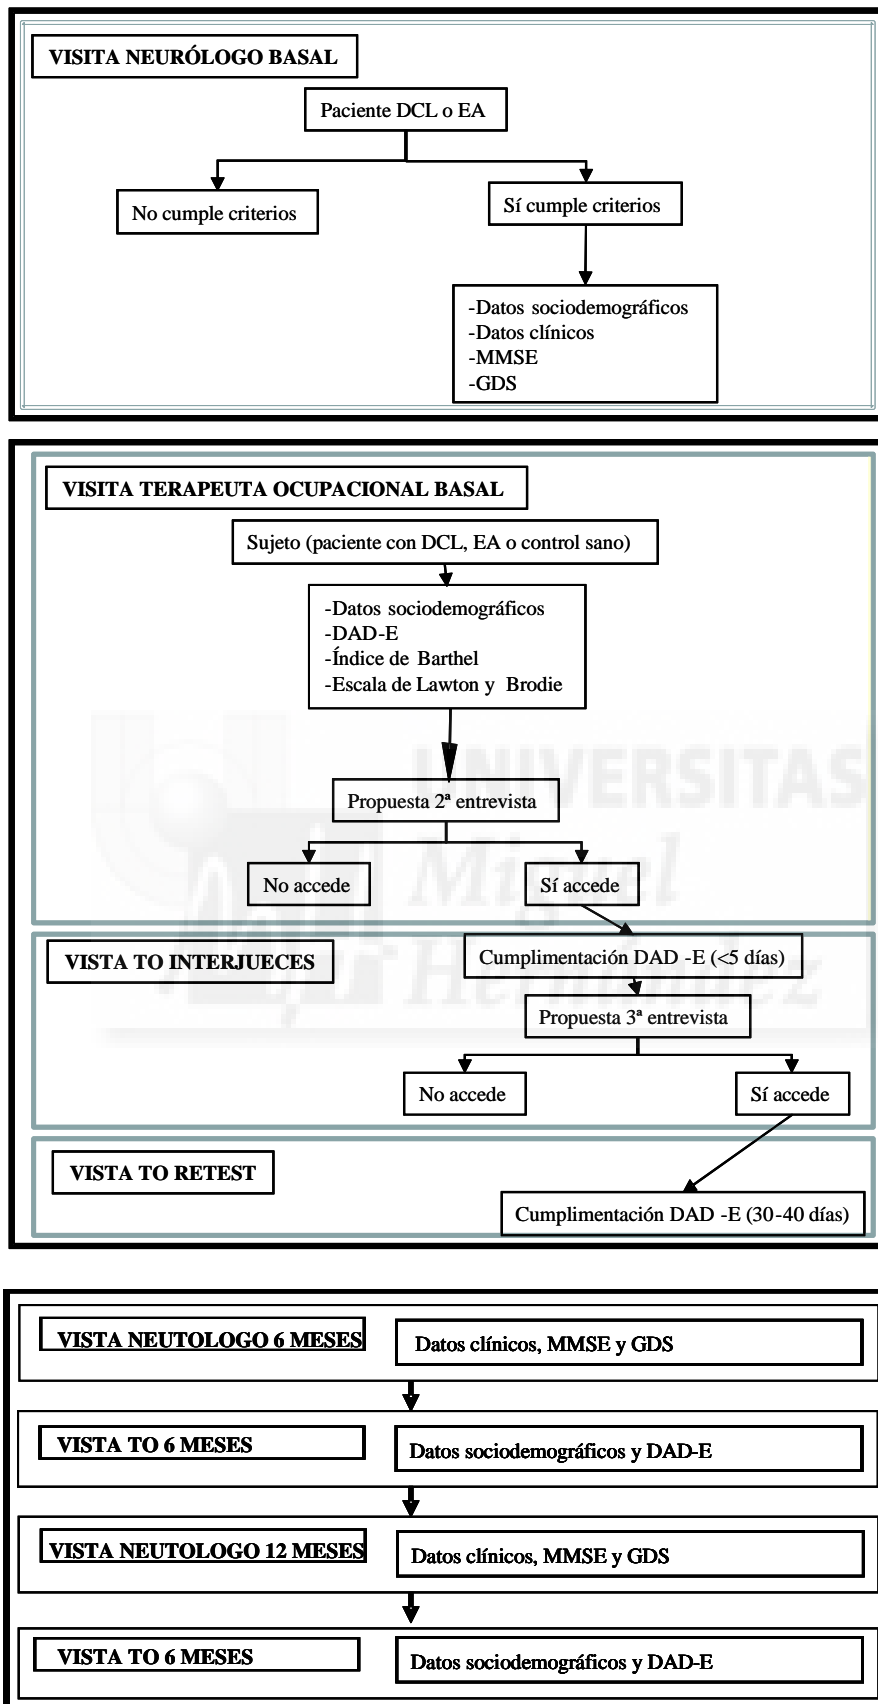 VISITA NEURÓLOGO BASAL
Paciente DCL o EA
No cumple criterios
Sí cumple criterios
-Datos sociodemográficos
-Datos clínicos
-MMSE
-GDS
VISITA TERAPEUTA OCUPACIONAL BASAL
Sujeto (paciente con DCL, EA o control sano)
-Datos sociodemográficos
-DAD-E
-Índice de Barthel
-Escala de Lawton y Brodie
UNIVERSITAS
Miguel
Hernández
Propuesta 2ª entrevista
No accede
Sí accede
VISTA TO INTERJUECES
Cumplimentación DAD -E (<5 días)
Propuesta 3ª entrevista
No accede
Sí accede
VISTA TO RETEST
Cumplimentación DAD -E (30-40 días)
VISTA NEUTOLOGO 6 MESES
Datos clínicos, MMSE y GDS
VISTA TO 6 MESES
Datos sociodemográficos y DAD-E
VISTA NEUTOLOGO 12 MESES
Datos clínicos, MMSE y GDS
VISTA TO 6 MESES
Datos sociodemográficos y DAD-E